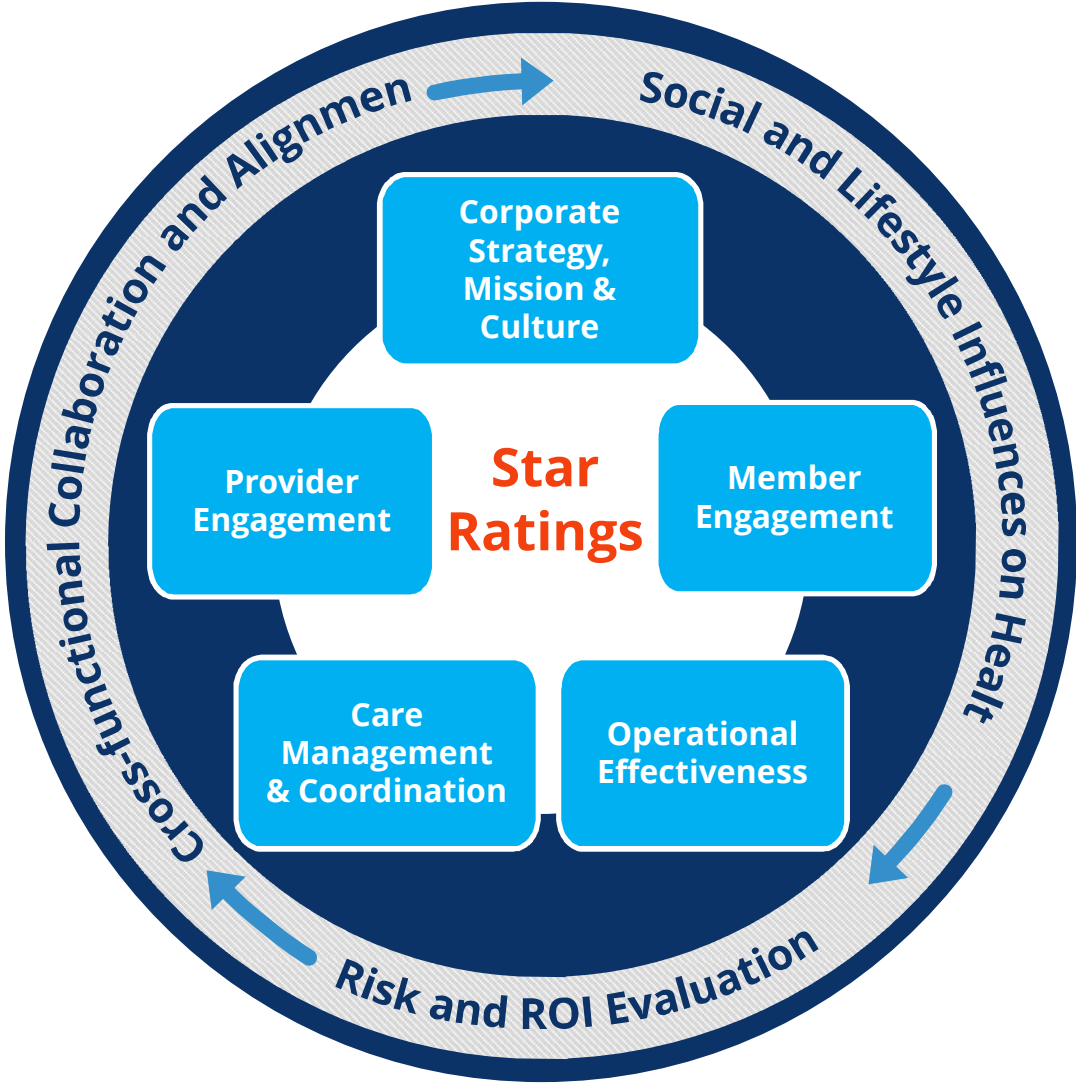 Cross-functional Collaboration and Alignmen
Social and Lifestyle Influences on Healt
Risk and ROI Evaluation
Corporate
Strategy,
Mission &
Culture
Provider
Engagement
Star
Ratings
Member
Engagement
Care
Management
& Coordination
Operational
Effectiveness